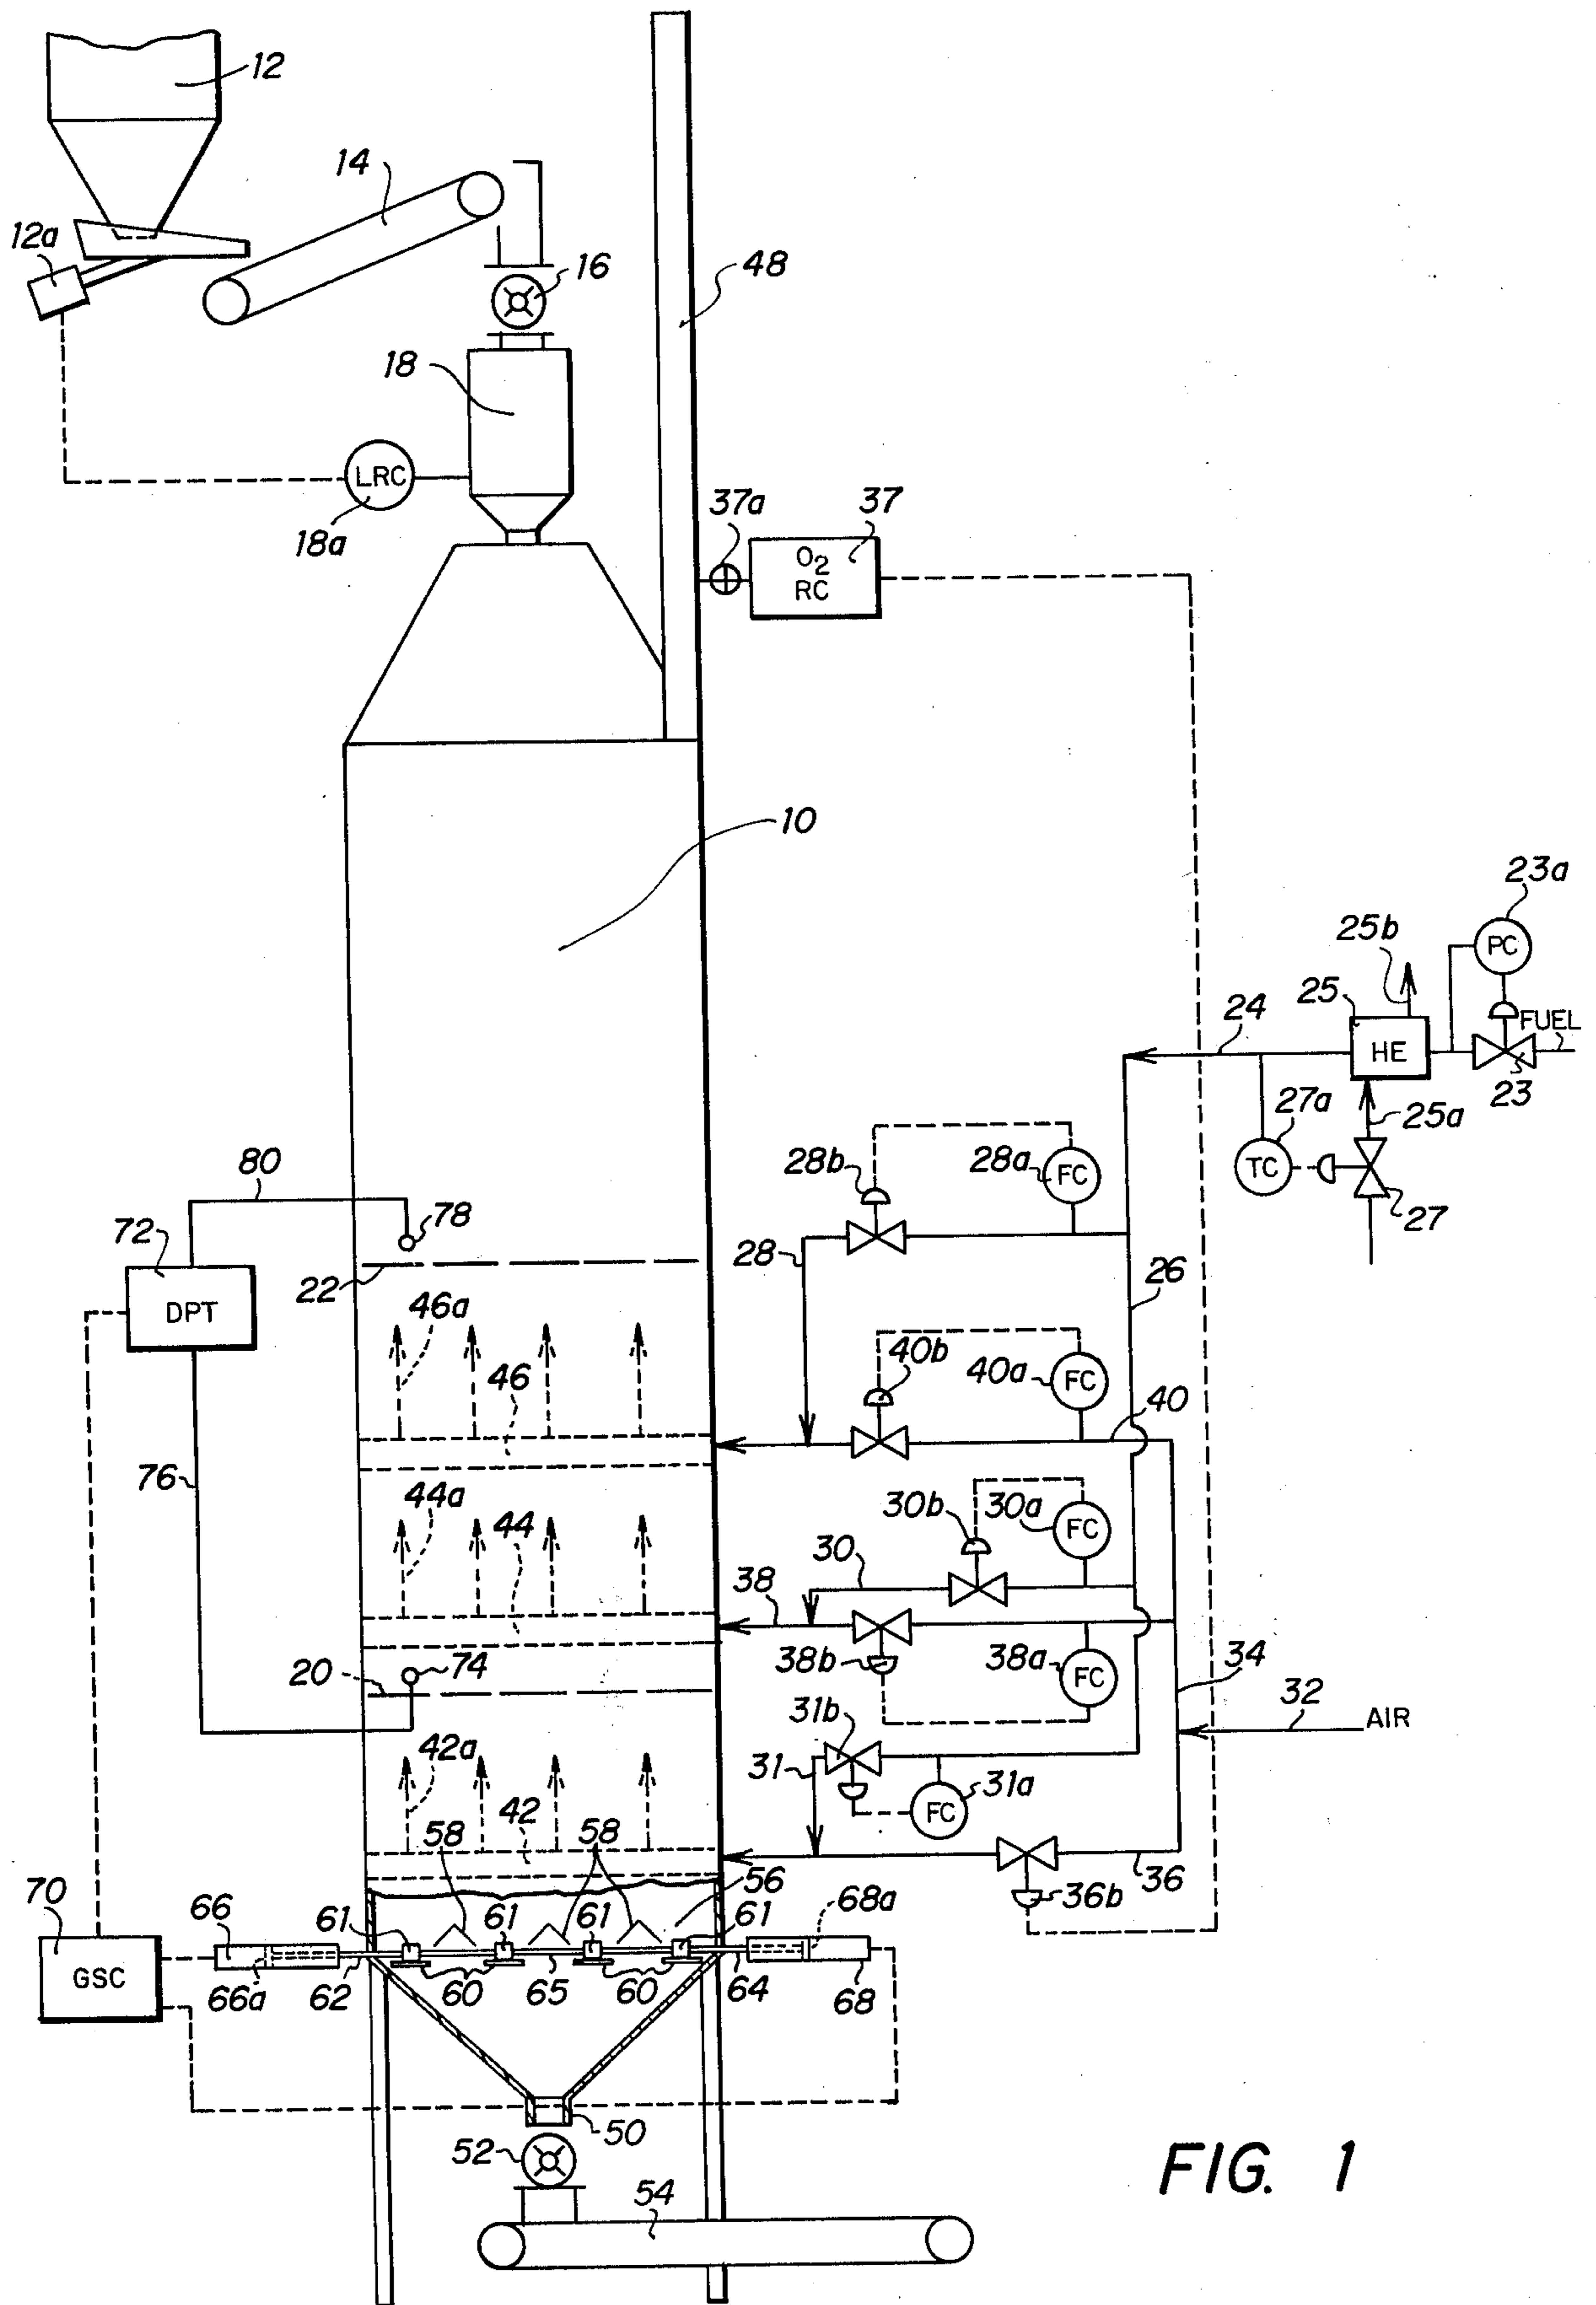 12
14
12a
16
48
18
LRC
18a
37a
37
O2
RC
10
23a
25b
PC
25
24
FUEL
HE
23
27a
25a
80
28b
28a
FC
TC
27
78
72
28
22
26
DPT
46a
40b
40a
FC
46
40
76
44a
30b
30a
FC
44
30
38
20
74
38b
38a
FC
34
31b
32
AIR
42a
31
31a
FC
42
58
58
36
70
56
36b
66
61
61
61
61
68a
GSC
66a
62
60
65
60
64
68
50
52
54
FIG. 1